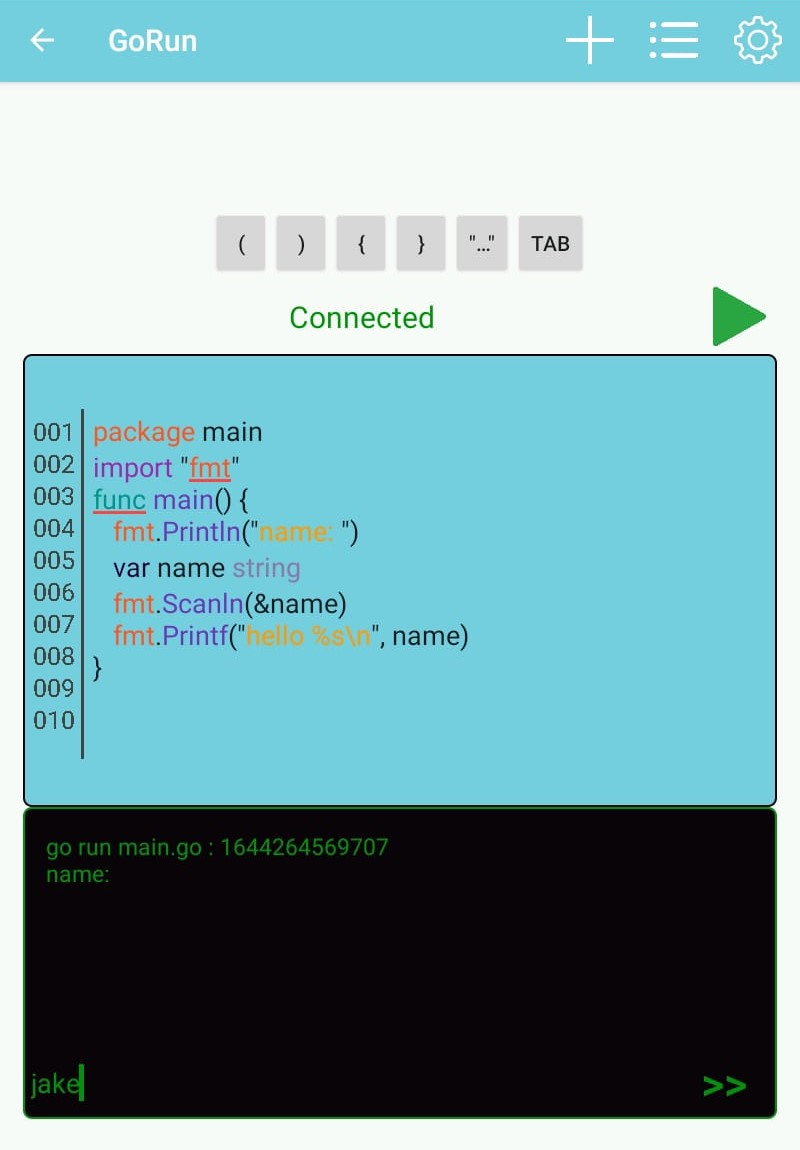 GoRun
( ) { } "..." TAB
Connected
001 package main
002 import "fmt"
003 func main() {
004 fmt.Println("name: ")
005 var name string
006 fmt.Scanln(&name)
007 fmt.Printf("hello %s\n", name)
008 }
009
010
go run main.go : 1644264569707
name:
jake >>